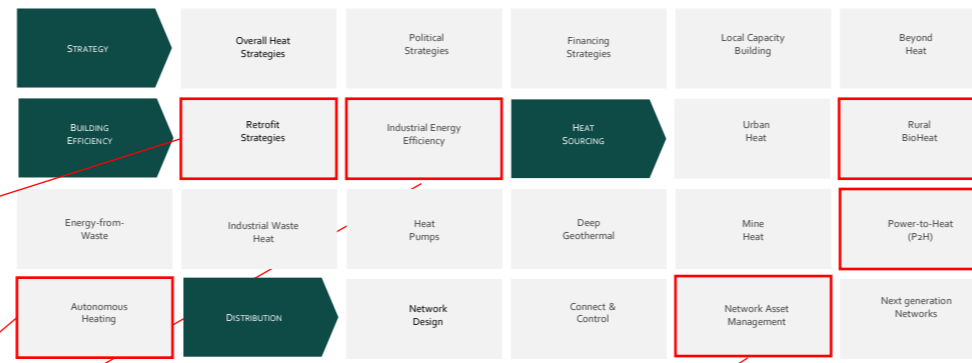 STRATEGY
Overall Heat
Strategies
Political
Strategies
Financing
Strategies
Local Capacity
Building
Beyond
Heat
BUILDING
EFFICIENCY
Retrofit
Strategies
Industrial Energy
Efficiency
HEAT
SOURCING
Urban
Heat
Rural
BioHeat
Energy-from-
Waste
Industrial Waste
Heat
Heat
Pumps
Deep
Geothermal
Mine
Heat
Power-to-Heat
(P2H)
Autonomous
Heating
DISTRIBUTION
Network
Design
Connect &
Control
Network Asset
Management
Next generation
Networks